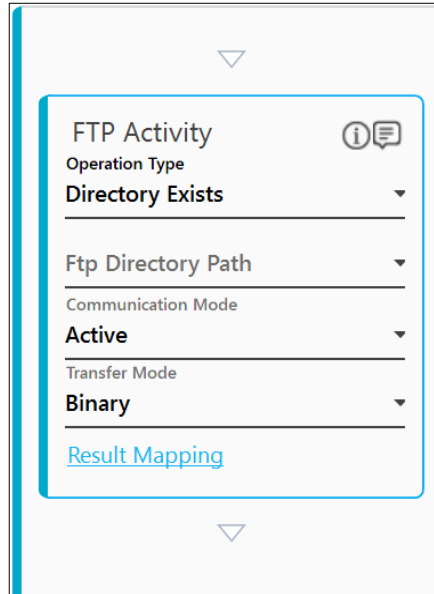 FTP Activity
Operation Type
Directory Exists
Ftp Directory Path
Communication Mode
Active
Transfer Mode
Binary
Result Mapping